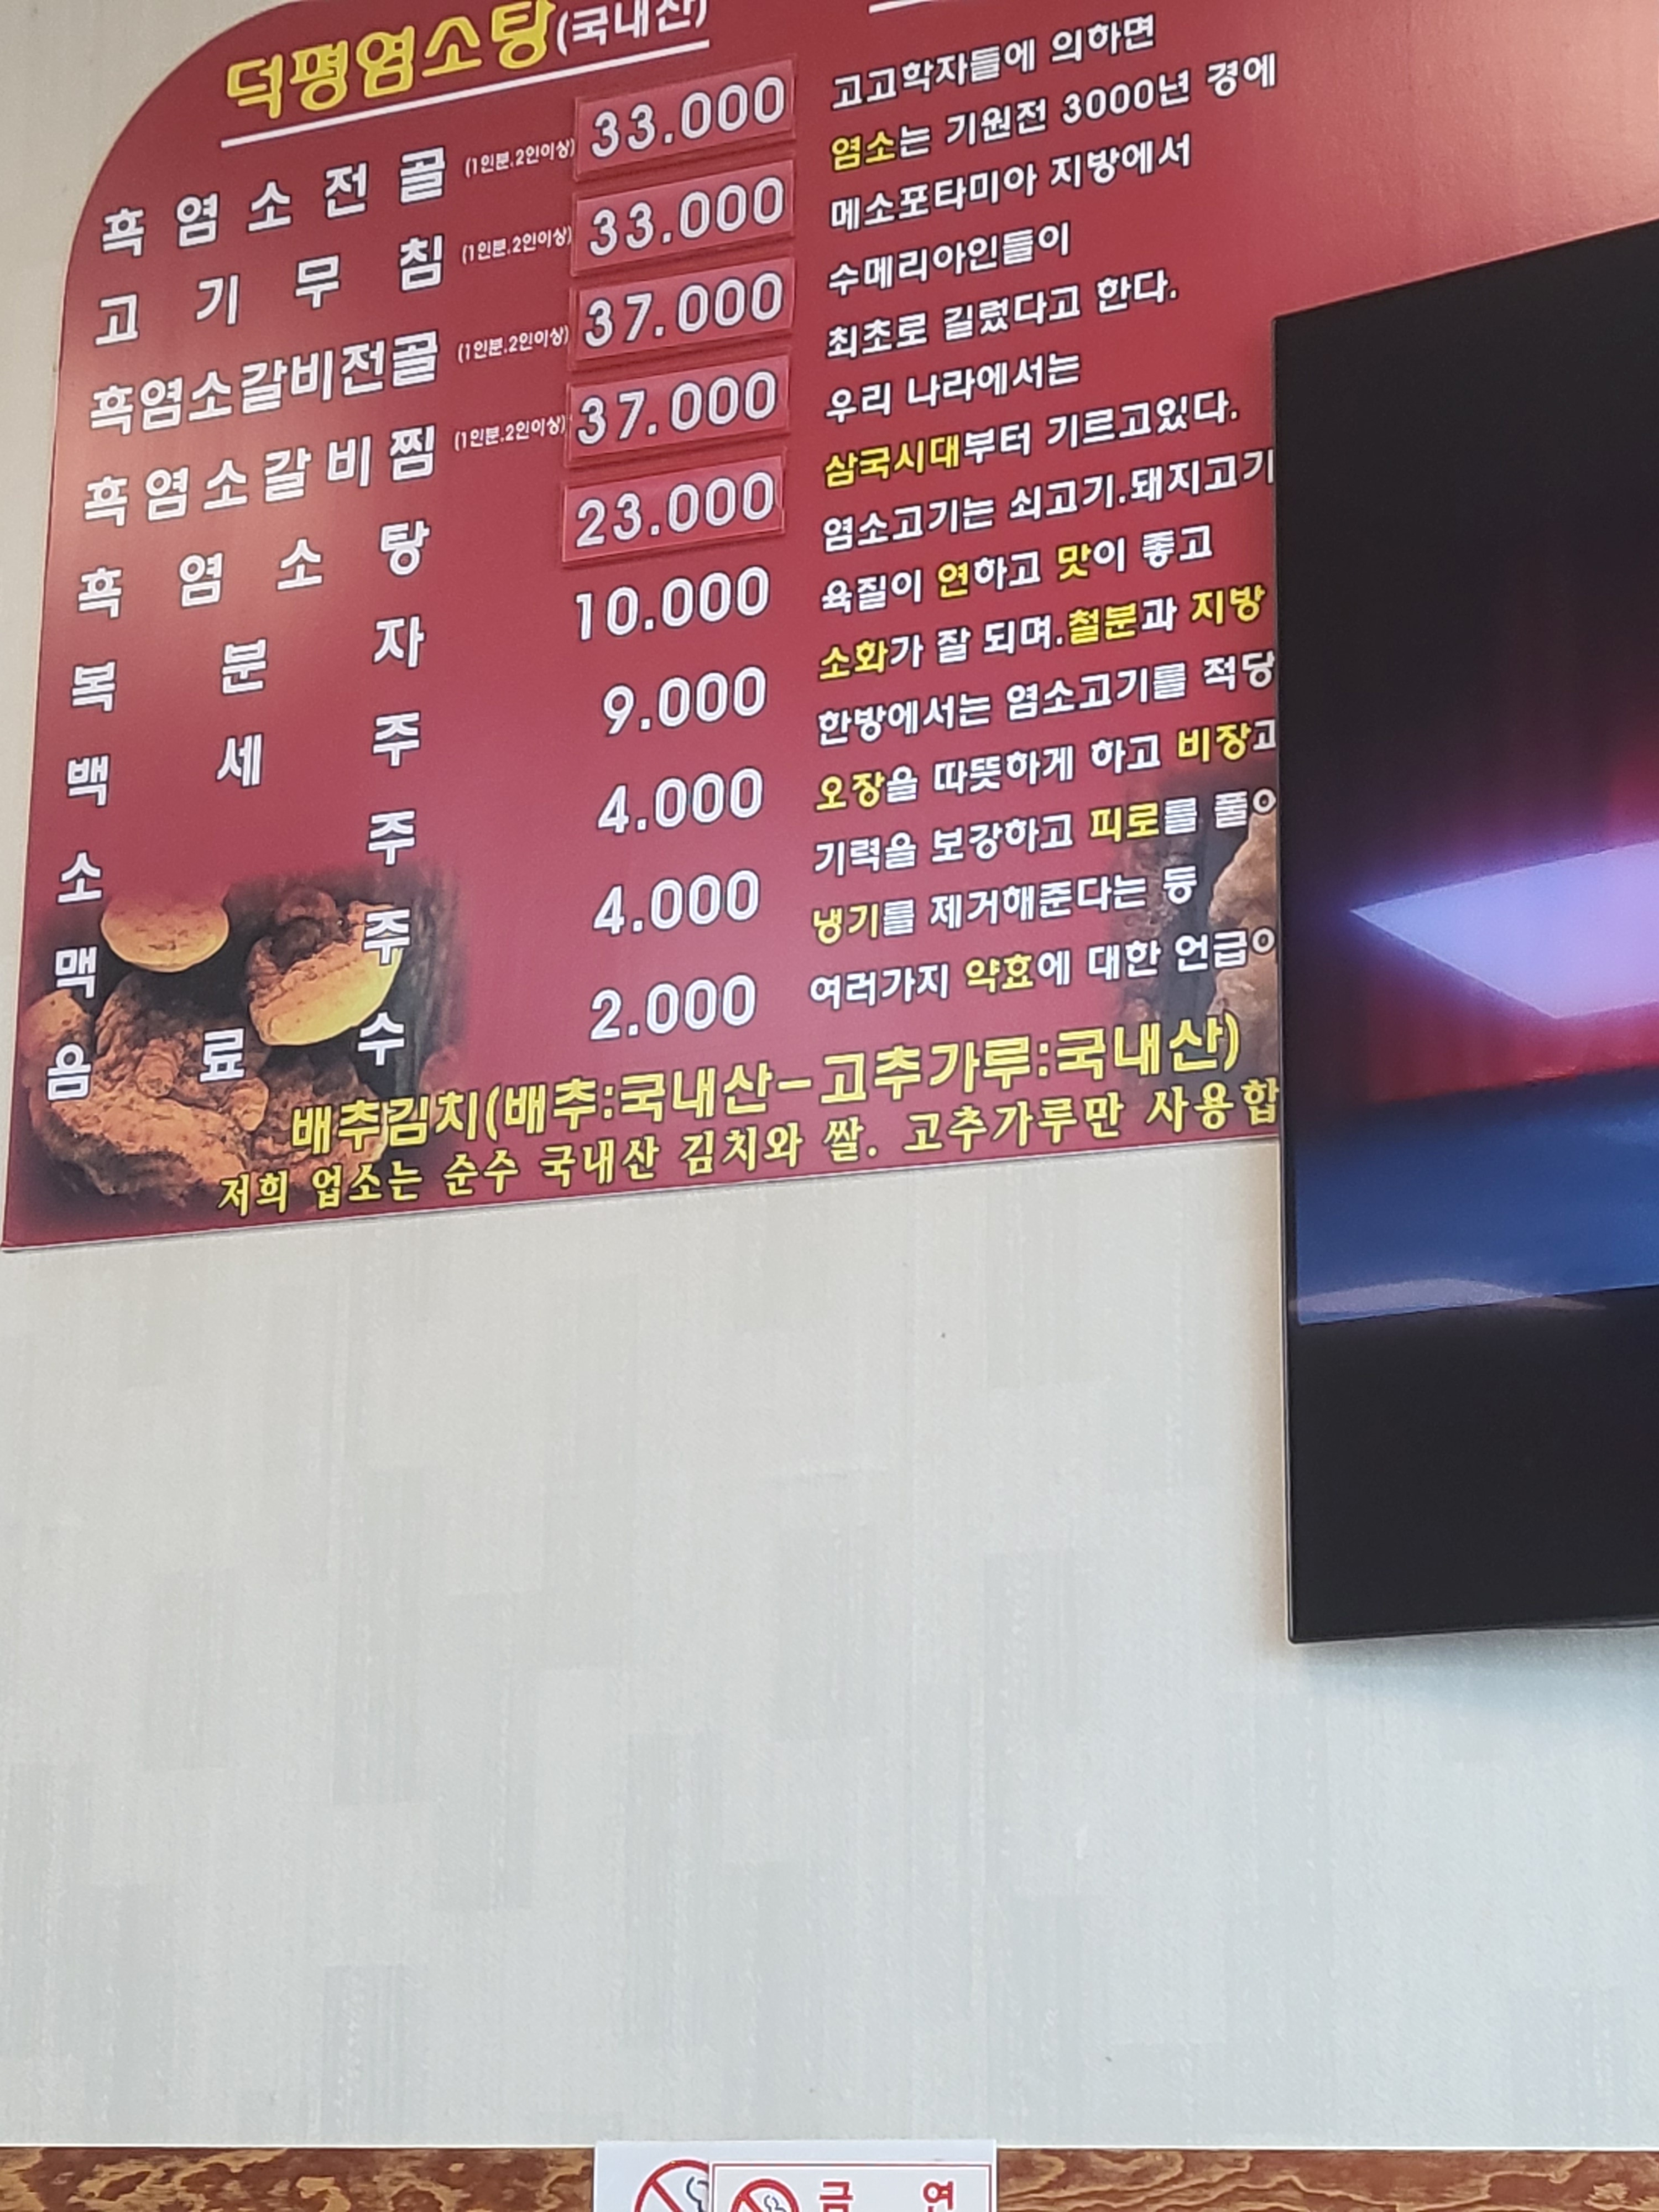 덕평염소탕(국내산)
흑염소전골 (1인분.2인이상) 33.000
고기무침 (1인분.2인이상) 33.000
흑염소갈비전골 (1인분.2인이상) 37.000
흑염소갈비찜 (1인분.2인이상) 37.000
흑염소탕 23.000
복분자 10.000
백세주 9.000
소주 4.000
맥주 4.000
음료수 2.000
고고학자들에 의하면
염소는 기원전 3000년 경에
메소포타미아 지방에서
수메리아인들이
최초로 길렀다고 한다.
우리 나라에서는
삼국시대부터 기르고있다.
염소고기는 쇠고기.돼지고기
육질이 연하고 맛이 좋고
소화가 잘 되며.철분과 지방
한방에서는 염소고기를 적당
오장을 따뜻하게 하고 비장
기력을 보강하고 피로를
냉기를 제거해준다는 등
여러가지 약효에 대한 언급
배추김치(배추:국내산-고추가루:국내산)
저희 업소는 순수 국내산 김치와 쌀. 고추가루만 사용합
금 연